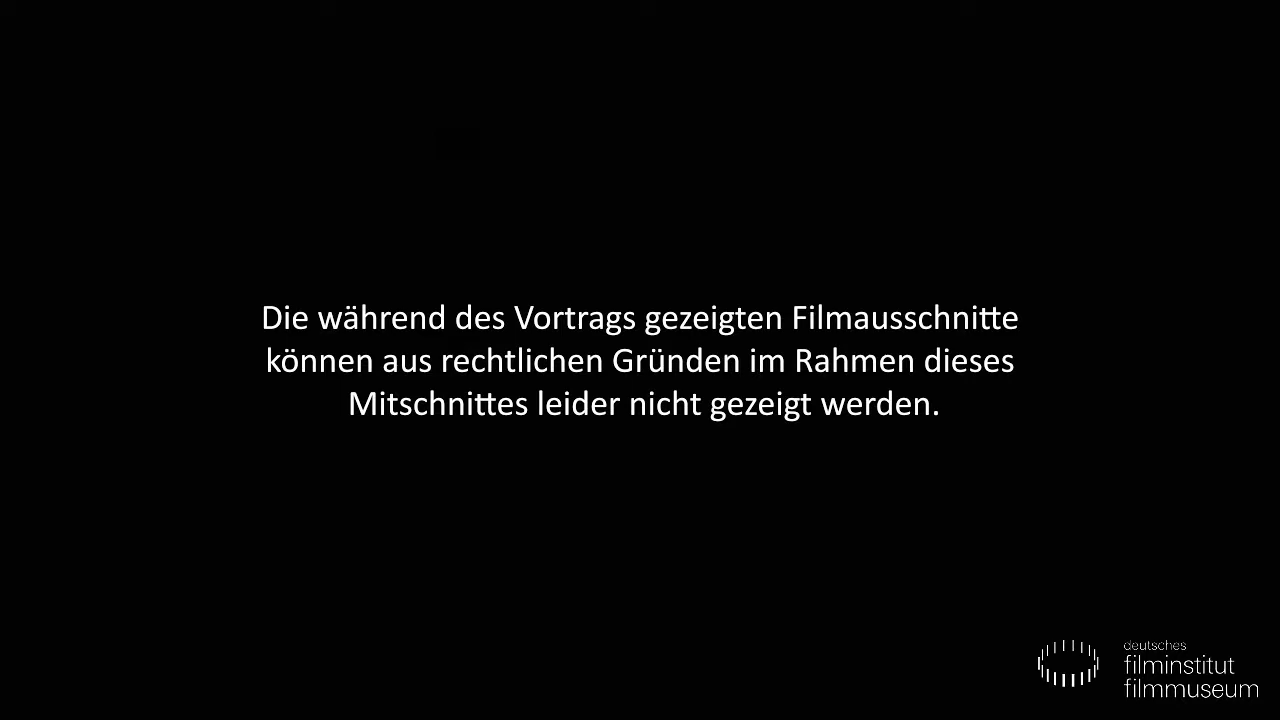 Die während des Vortrags gezeigten Filmausschnitte
können aus rechtlichen Gründen im Rahmen dieses
Mitschnittes leider nicht gezeigt werden.
deutsches
filminstitut
filmmuseum